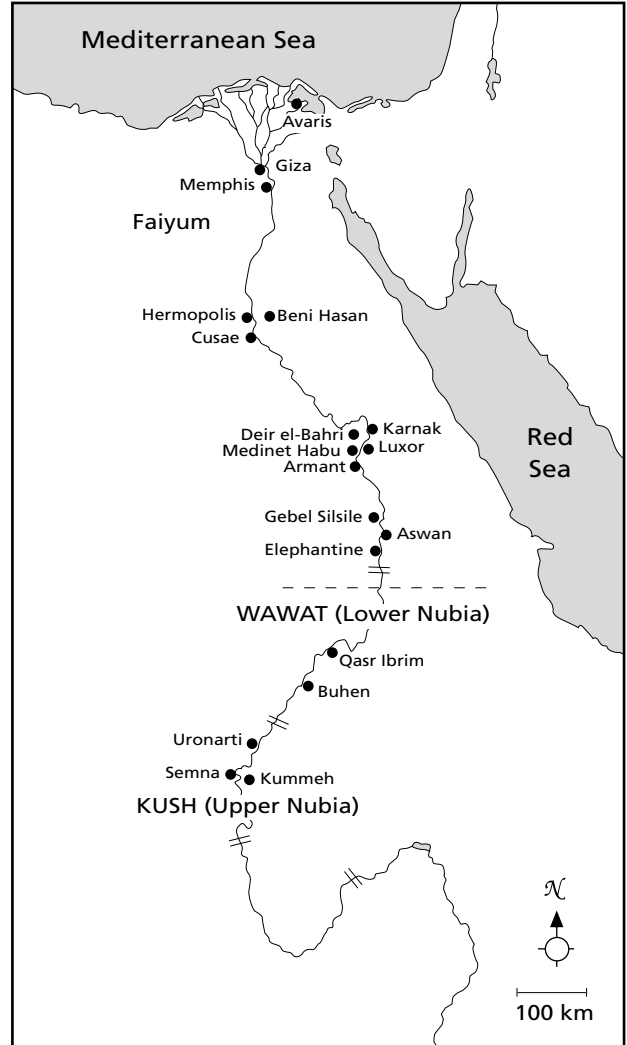 Mediterranean Sea
Avaris
Giza
Memphis
Faiyum
Hermopolis
Beni Hasan
Cusae
Karnak
Deir el-Bahri
Luxor
Medinet Habu
Armant
Red
Sea
Gebel Silsile
Aswan
Elephantine
WAWAT (Lower Nubia)
Qasr Ibrim
Buhen
Uronarti
Semna
Kummeh
KUSH (Upper Nubia)
N
100 km